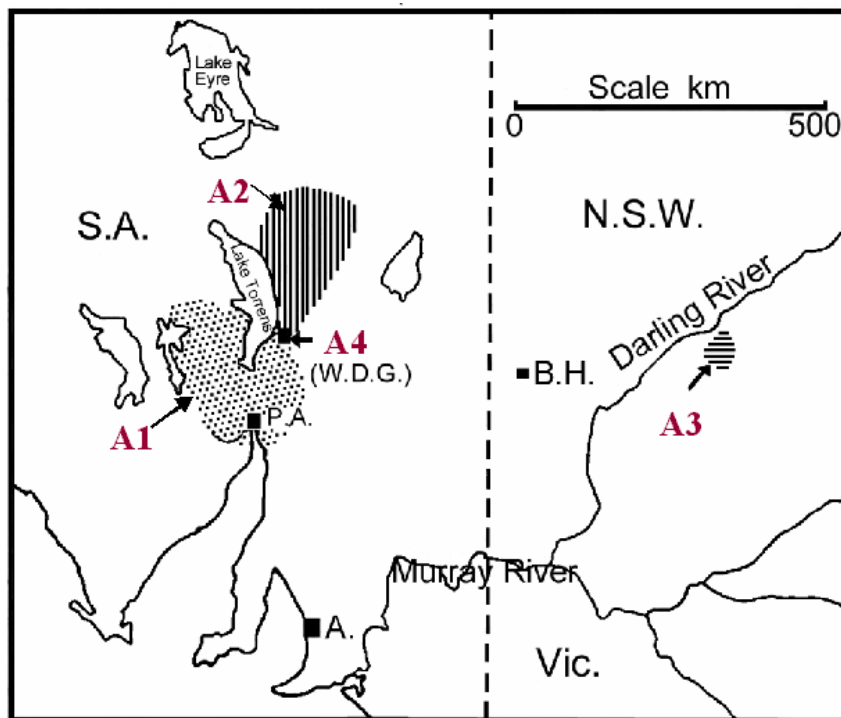 Lake
Eyre
Scale km
0 500
A2
S.A.
N.S.W.
Lake Torrens
Darling River
A4
(W.D.G.)
B.H.
A3
P.A.
A1
Murray River
A.
Vic.